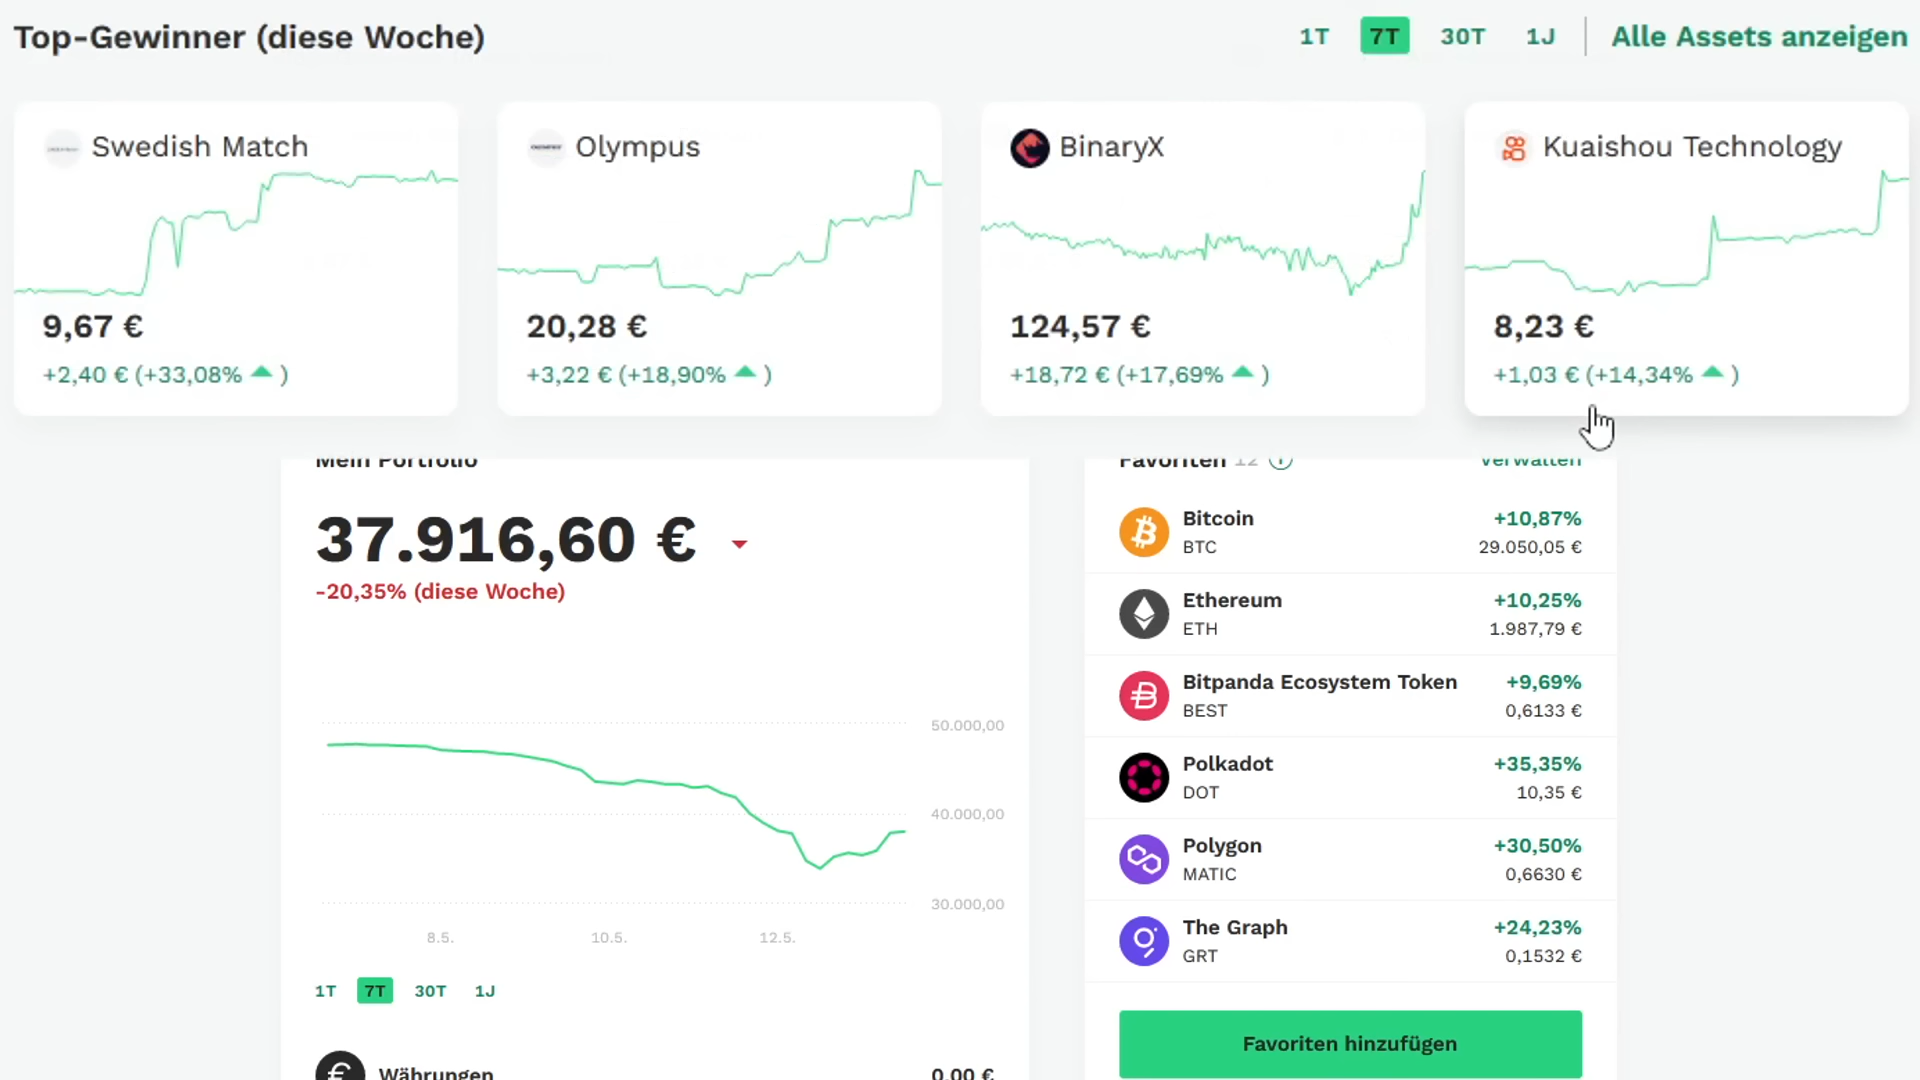 Top-Gewinner (diese Woche)
1T 7T 30T 1J Alle Assets anzeigen
Swedish Match
9,67 €
+2,40 € (+33,08% )
Olympus
20,28 €
+3,22 € (+18,90% )
BinaryX
124,57 €
+18,72 € (+17,69% )
Kuaishou Technology
8,23 €
+1,03 € (+14,34% )
Mein Portfolio
37.916,60 €
-20,35% (diese Woche)
50.000,00
40.000,00
30.000,00
8.5. 10.5. 12.5.
1T 7T 30T 1J
Währungen 0,00 €
Favoriten 12 Verwalten
Bitcoin +10,87%
BTC 29.050,05 €
Ethereum +10,25%
ETH 1.987,79 €
Bitpanda Ecosystem Token +9,69%
BEST 0,6133 €
Polkadot +35,35%
DOT 10,35 €
Polygon +30,50%
MATIC 0,6630 €
The Graph +24,23%
GRT 0,1532 €
Favoriten hinzufügen